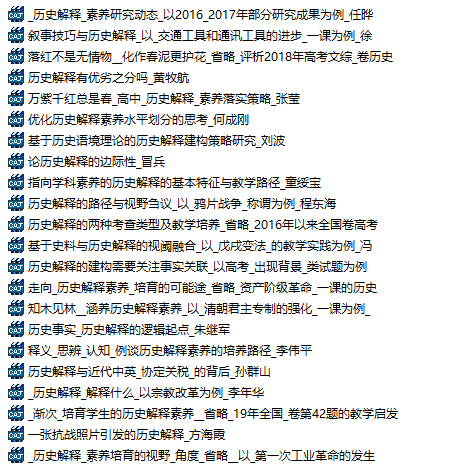 _历史解释_素养研究动态_以2016_2017年部分研究成果为例_任晔
叙事技巧与历史解释_以_交通工具和通讯工具的进步_一课为例_徐
落红不是无情物__化作春泥更护花_省略_评析2018年高考文综_卷历史
历史解释有优劣之分吗_黄牧航
万紫千红总是春_高中_历史解释_素养落实策略_张莹
优化历史解释素养水平划分的思考_何成刚
基于历史语境理论的历史解释建构策略研究_刘波
论历史解释的边际性_冒兵
指向学科素养的历史解释的基本特征与教学路径_童绥宝
历史解释的路径与视野刍议_以_鸦片战争_称谓为例_程东海
历史解释的两种考查类型及教学培养_省略_2016年以来全国卷高考
基于史料与历史解释的视阈融合_以_戊戌变法_的教学实践为例_冯
历史解释的建构需要关注事实关联_以高考_出现背景_类试题为例
走向_历史解释素养_培育的可能途_省略_资产阶级革命_一课的历史
知木见林__涵养历史解释素养_以_清朝君主专制的强化_一课为例_
历史事实_历史解释的逻辑起点_朱继军
释义_思辨_认知_例谈历史解释素养的培养路径_李伟平
历史解释与近代中英_协定关税_的背后_孙群山
_历史解释_解释什么_以宗教改革为例_李年华
_渐次_培育学生的历史解释素养__省略_19年全国_卷第42题的教学启发
一张抗战照片引发的历史解释_方海霞
_历史解释_素养培育的视野_角度_省略__以_第一次工业革命的发生